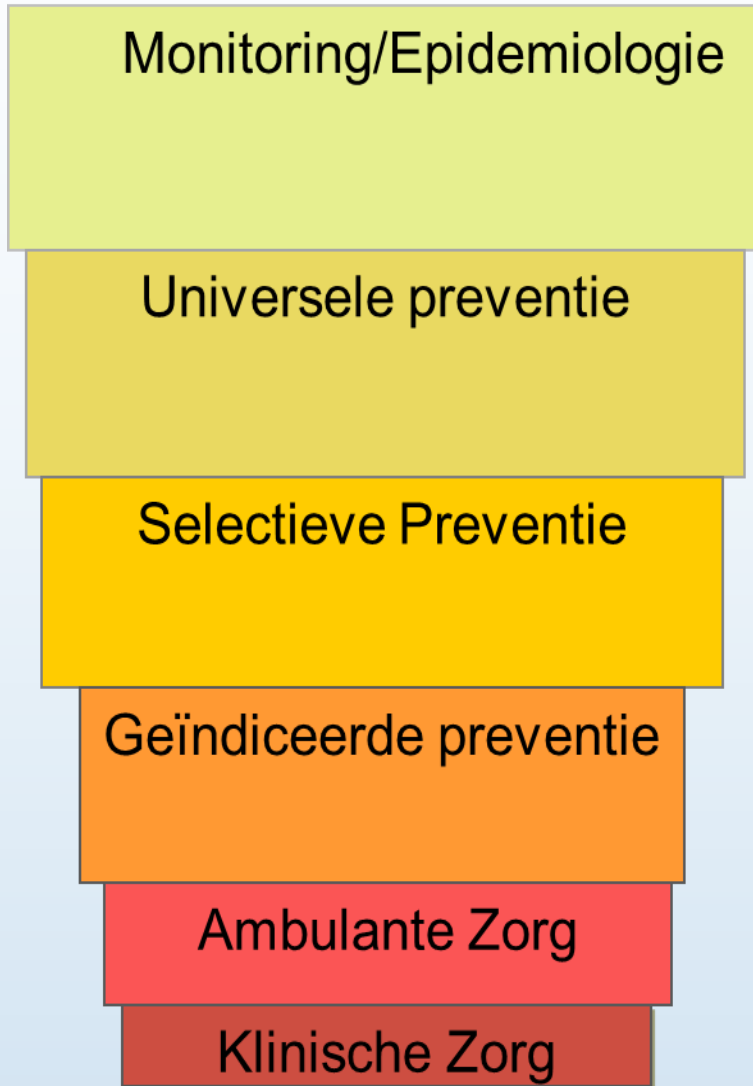 Monitoring/Epidemiologie
Universele preventie
Selectieve Preventie
Geïndiceerde preventie
Ambulante Zorg
Klinische Zorg